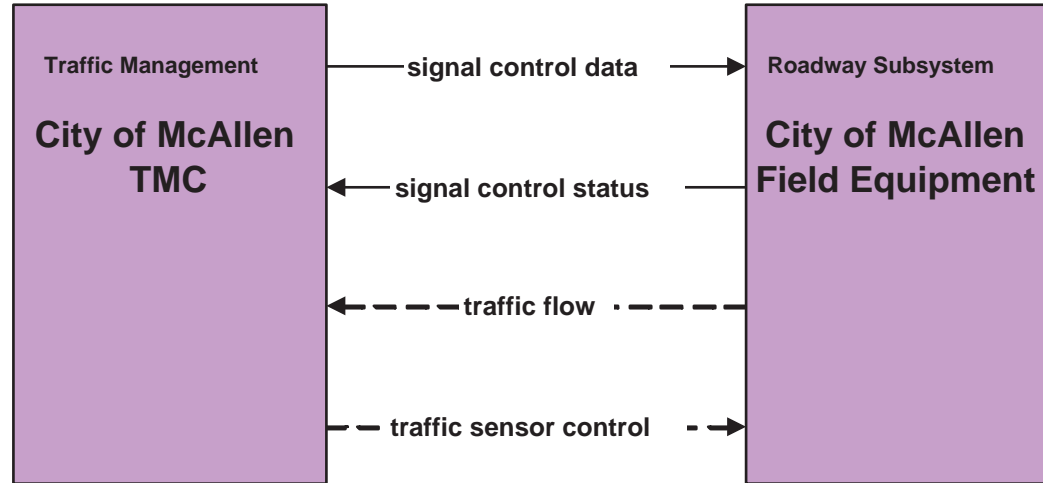 Traffic Management
City of McAllen
TMC
signal control data
signal control status
traffic flow
traffic sensor control
Roadway Subsystem
City of McAllen
Field Equipment